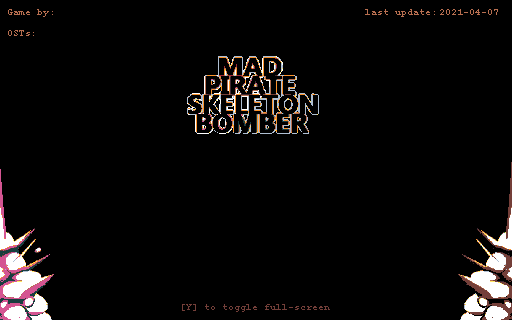 Game by:
last update: 2021-04-07
OSTs:
MAD
PIRATE
SKELETON
BOMBER
[Y] to toggle full-screen